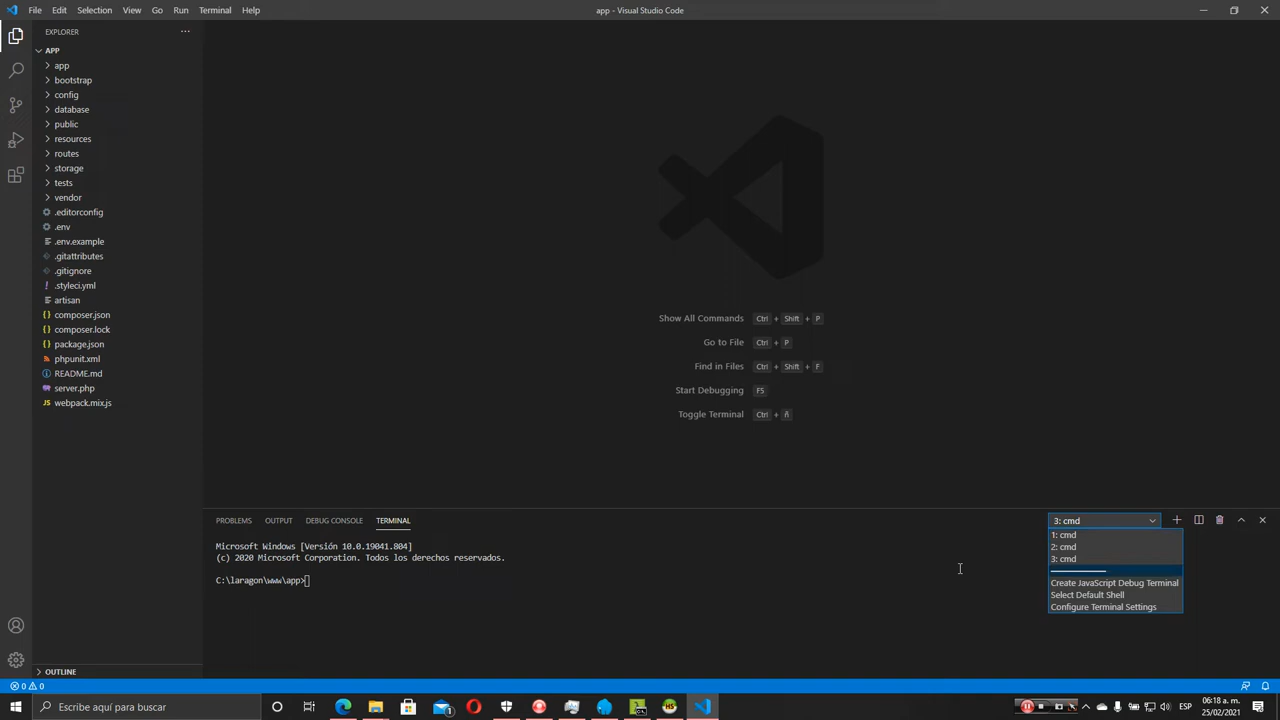 File Edit Selection View Go Run Terminal Help
app - Visual Studio Code
EXPLORER
APP
app
bootstrap
config
database
public
resources
routes
storage
tests
vendor
.editorconfig
.env
.env.example
.gitattributes
.gitignore
.styleci.yml
artisan
composer.json
composer.lock
package.json
phpunit.xml
README.md
server.php
webpack.mix.js
OUTLINE
Show All Commands Ctrl + Shift + P
Go to File Ctrl + P
Find in Files Ctrl + Shift + F
Start Debugging F5
Toggle Terminal Ctrl + ñ
PROBLEMS OUTPUT DEBUG CONSOLE TERMINAL
3: cmd
1: cmd
2: cmd
3: cmd
Create JavaScript Debug Terminal
Select Default Shell
Configure Terminal Settings
Microsoft Windows [Versión 10.0.19041.804]
(c) 2020 Microsoft Corporation. Todos los derechos reservados.
C:\laragon\www\app>
0 0
Escribe aquí para buscar
ESP
06:18 a. m.
25/02/2021